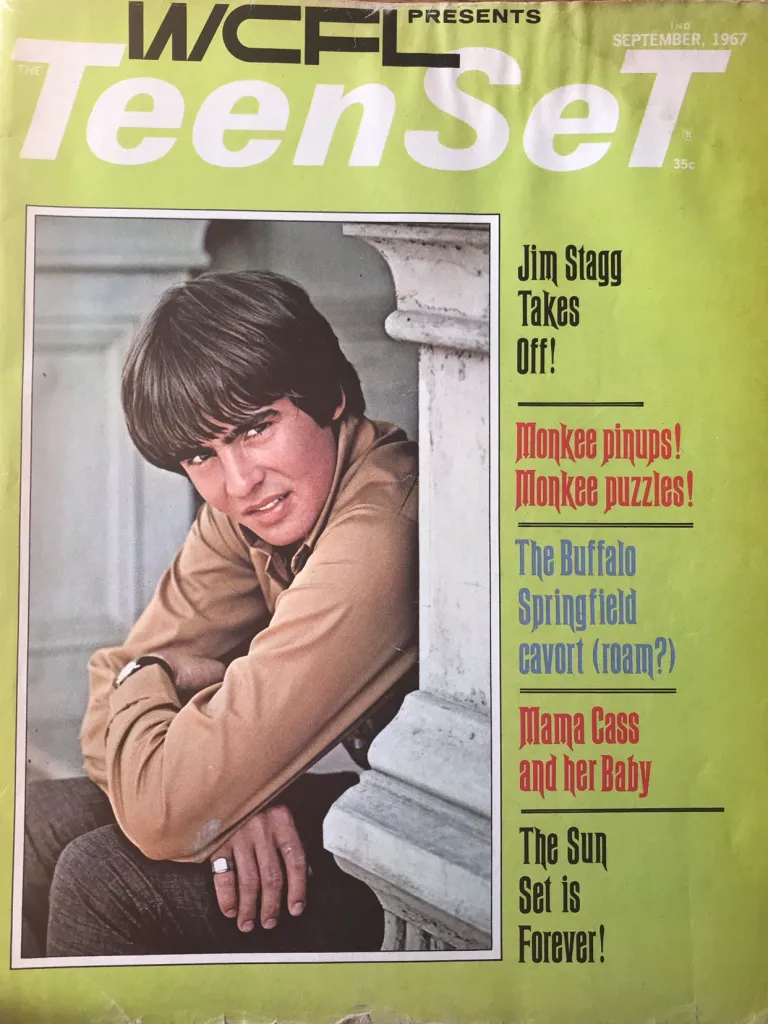 WCFL PRESENTS
IND
SEPTEMBER, 1967
THE TeenSeT
35c
Jim Stagg
Takes
Off!
Monkee pinups!
Monkee puzzles!
The Buffalo
Springfield
cavort (roam?)
Mama Cass
and her Baby
The Sun
Set is
Forever!